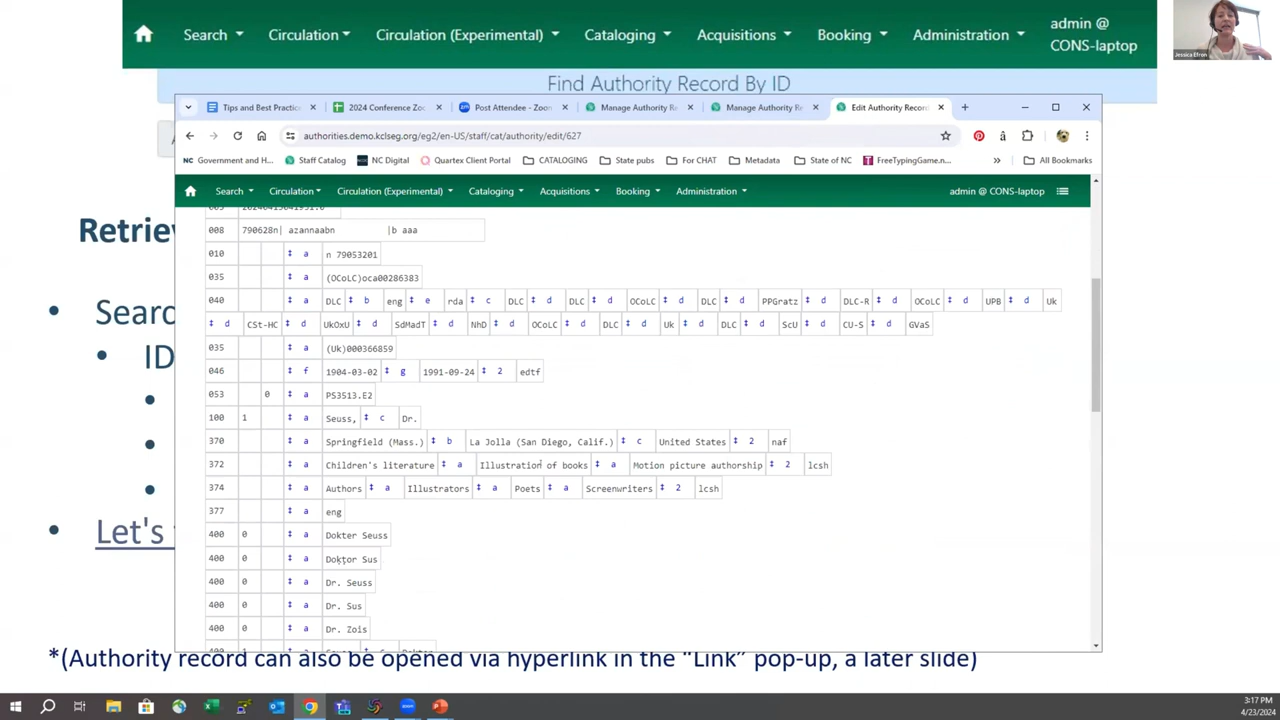 Search Circulation Circulation (Experimental) Cataloging Acquisitions Booking Administration admin @ CONS-laptop
Jessica Efron
Find Authority Record By ID
Tips and Best Practice 2024 Conference Zoo Post Attendee - Zoom Manage Authority Re Manage Authority Re Edit Authority Record
authorities.demo.kclseg.org/eg2/en-US/staff/cat/authority/edit/627
NC Government and H... Staff Catalog NC Digital Quartex Client Portal CATALOGING State pubs For CHAT Metadata State of NC FreeTypingGame.n... » All Bookmarks
Search Circulation Circulation (Experimental) Cataloging Acquisitions Booking Administration admin @ CONS-laptop
008 790628n| azannaabn |b aaa
010 ‡ a n 79053201
035 ‡ a (OCoLC)oca00286383
040 ‡ a DLC ‡ b eng ‡ e rda ‡ c DLC ‡ d DLC ‡ d OCoLC ‡ d DLC ‡ d PPGratz ‡ d DLC-R ‡ d OCoLC ‡ d UPB ‡ d Uk
‡ d CSt-HC ‡ d UkOxU ‡ d SdMadT ‡ d NhD ‡ d OCoLC ‡ d DLC ‡ d Uk ‡ d DLC ‡ d ScU ‡ d CU-S ‡ d GVaS
035 ‡ a (Uk)000366859
046 ‡ f 1904-03-02 ‡ g 1991-09-24 ‡ 2 edtf
053 0 ‡ a PS3513.E2
100 1 ‡ a Seuss, ‡ c Dr.
370 ‡ a Springfield (Mass.) ‡ b La Jolla (San Diego, Calif.) ‡ c United States ‡ 2 naf
372 ‡ a Children's literature ‡ a Illustration of books ‡ a Motion picture authorship ‡ 2 lcsh
374 ‡ a Authors ‡ a Illustrators ‡ a Poets ‡ a Screenwriters ‡ 2 lcsh
377 ‡ a eng
400 0 ‡ a Dokter Seuss
400 0 ‡ a Doktor Sus
400 0 ‡ a Dr. Seuss
400 0 ‡ a Dr. Sus
400 0 ‡ a Dr. Zois
Retriev
• Searc
• ID
• Let's
*(Authority record can also be opened via hyperlink in the “Link” pop-up, a later slide)
3:17 PM
4/23/2024